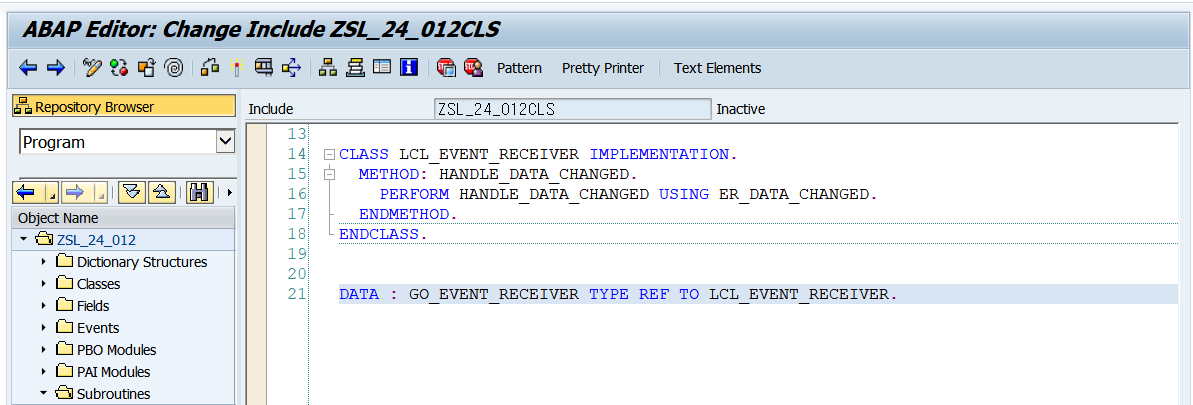 ABAP Editor: Change Include ZSL_24_012CLS
Pattern Pretty Printer Text Elements
Repository Browser
Program
Object Name
ZSL_24_012
Dictionary Structures
Classes
Fields
Events
PBO Modules
PAI Modules
Subroutines
Include ZSL_24_012CLS Inactive
13
14 CLASS LCL_EVENT_RECEIVER IMPLEMENTATION.
15 METHOD: HANDLE_DATA_CHANGED.
16 PERFORM HANDLE_DATA_CHANGED USING ER_DATA_CHANGED.
17 ENDMETHOD.
18 ENDCLASS.
19
20
21 DATA : GO_EVENT_RECEIVER TYPE REF TO LCL_EVENT_RECEIVER.